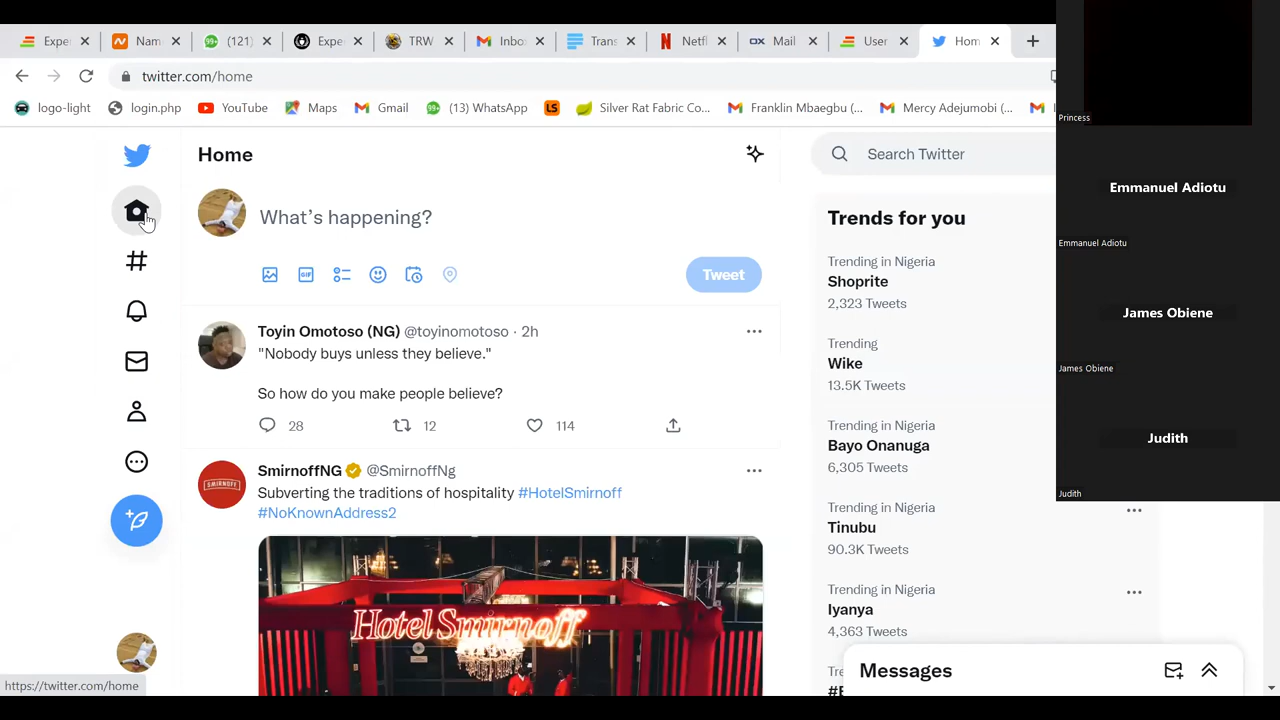 Expe
Nam
99+
(121)
Expe
TRW
Inbo
Trans
N
Netfl
OX
Mail
User
Hom
twitter.com/home
logo-light
login.php
YouTube
Maps
Gmail
99+
(13) WhatsApp
LS
Silver Rat Fabric Co...
Franklin Mbaegbu (...
Mercy Adejumobi (...
Home
What's happening?
GIF
Tweet
Toyin Omotoso (NG) @toyinomotoso · 2h
"Nobody buys unless they believe."
So how do you make people believe?
28
12
114
SmirnoffNG @SmirnoffNg
SMIRNOFF
Subverting the traditions of hospitality #HotelSmirnoff
#NoKnownAddress2
Hotel Smirnoff
https://twitter.com/home
Search Twitter
Trends for you
Trending in Nigeria
Shoprite
2,323 Tweets
Trending
Wike
13.5K Tweets
Trending in Nigeria
Bayo Onanuga
6,305 Tweets
Trending in Nigeria
Tinubu
90.3K Tweets
Trending in Nigeria
Iyanya
4,363 Tweets
Messages
Princess
Emmanuel Adiotu
Emmanuel Adiotu
James Obiene
James Obiene
Judith
Judith